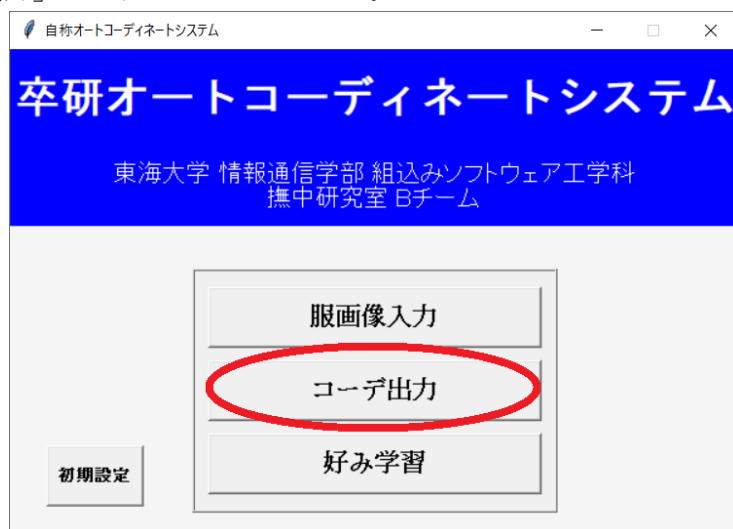 自称オートコーディネートシステム
卒研オートコーディネートシステム
東海大学 情報通信学部 組込みソフトウェア工学科
撫中研究室 Bチーム
服画像入力
コーデ出力
好み学習
初期設定